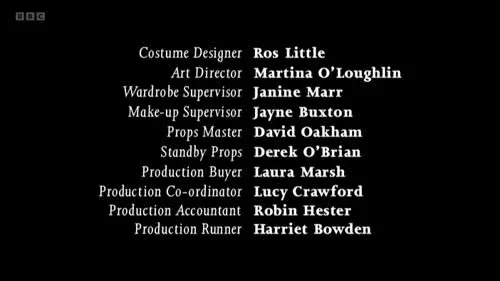 BBC
Costume Designer Ros Little
Art Director Martina O'Loughlin
Wardrobe Supervisor Janine Marr
Make-up Supervisor Jayne Buxton
Props Master David Oakham
Standby Props Derek O'Brian
Production Buyer Laura Marsh
Production Co-ordinator Lucy Crawford
Production Accountant Robin Hester
Production Runner Harriet Bowden